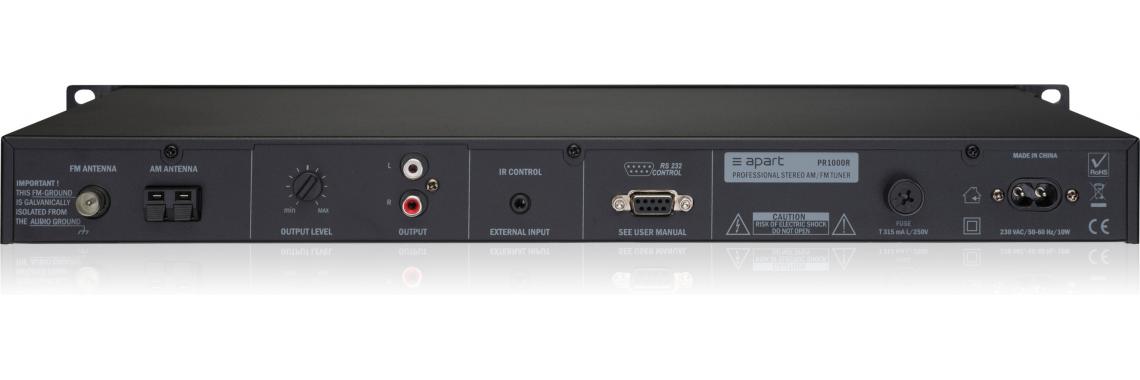 FM ANTENNA
IMPORTANT !
THIS FM-GROUND
IS GALVANICALLY
ISOLATED FROM
THE AUDIO GROUND
AM ANTENNA
min
MAX
OUTPUT LEVEL
L
R
OUTPUT
IR CONTROL
EXTERNAL INPUT
RS 232
CONTROL
SEE USER MANUAL
apart PR1000R
PROFESSIONAL STEREO AM/FM TUNER
CAUTION
RISK OF ELECTRIC SHOCK
DO NOT OPEN
FUSE
T 315 mA L/250V
MADE IN CHINA
230 VAC/50-60 Hz/10W
RoHS
CE